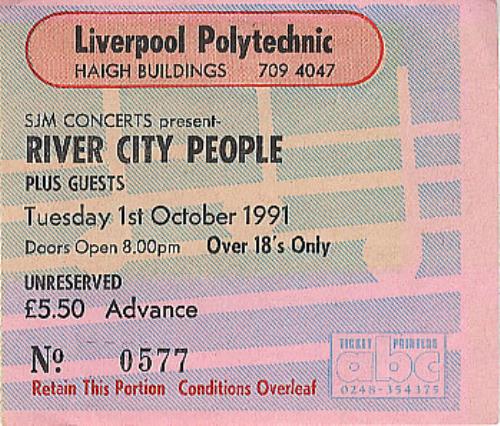 Liverpool Polytechnic
HAIGH BUILDINGS 709 4047
SJM CONCERTS present-
RIVER CITY PEOPLE
PLUS GUESTS
Tuesday 1st October 1991
Doors Open 8.00pm Over 18's Only
UNRESERVED
£5.50 Advance
Nº 0577
Retain This Portion Conditions Overleaf
TICKET PRINTERS
abc
0248-354175